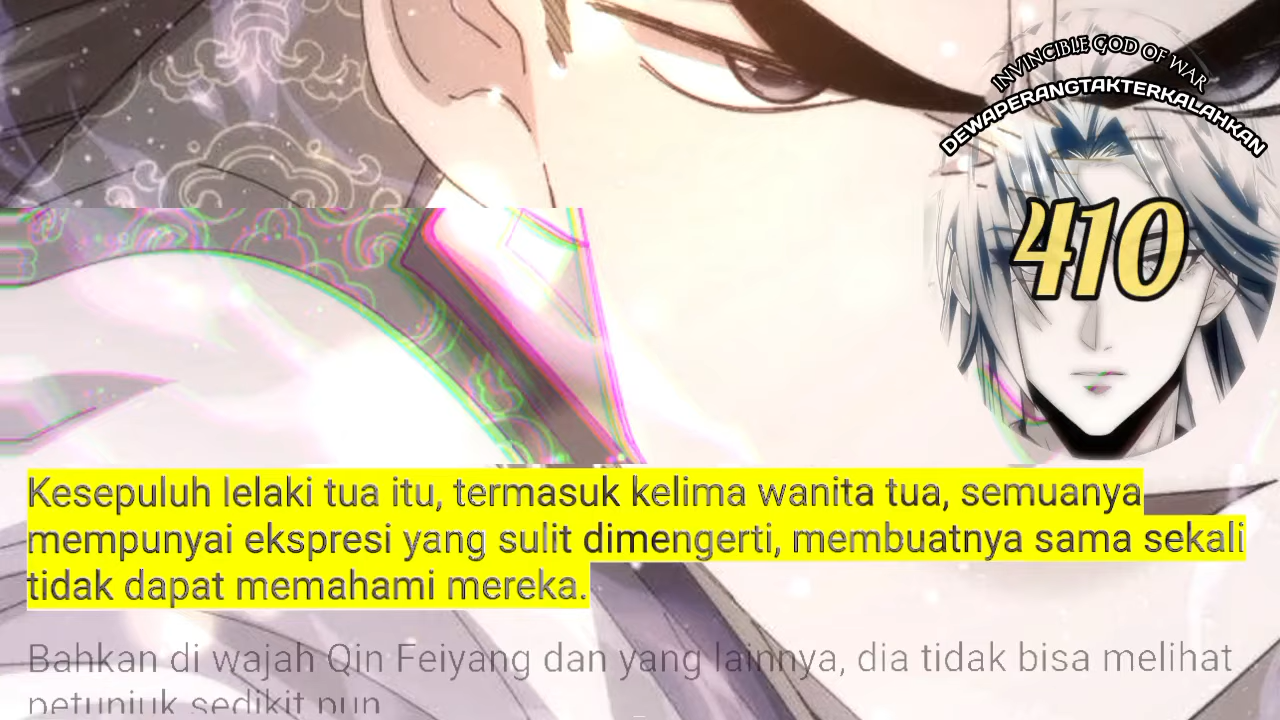 INVINCIBLE GOD OF WAR
DEWAPERANGTAKTERKALAHKAN
410
Kesepuluh lelaki tua itu, termasuk kelima wanita tua, semuanya
mempunyai ekspresi yang sulit dimengerti, membuatnya sama sekali
tidak dapat memahami mereka.
Bahkan di wajah Qin Feiyang dan yang lainnya, dia tidak bisa melihat
petunjuk sedikit pun